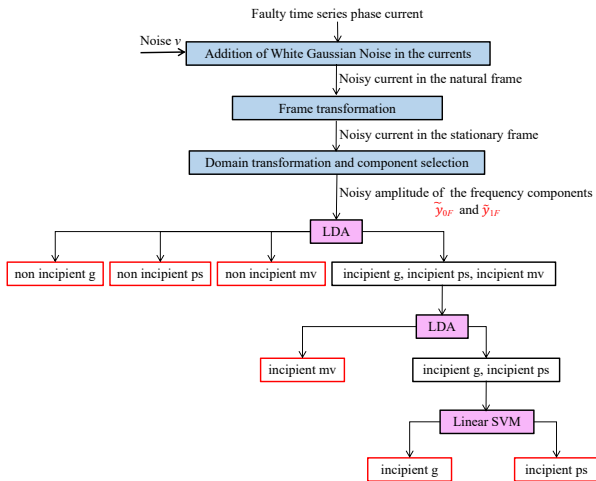 Faulty time series phase current
Noise v
Addition of White Gaussian Noise in the currents
Noisy current in the natural frame
Frame transformation
Noisy current in the stationary frame
Domain transformation and component selection
Noisy amplitude of the frequency components
ỹ₀F and ỹ₁F
LDA
non incipient g
non incipient ps
non incipient mv
incipient g, incipient ps, incipient mv
LDA
incipient mv
incipient g, incipient ps
Linear SVM
incipient g
incipient ps